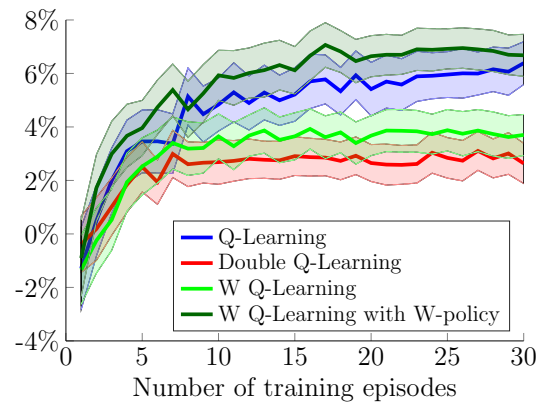 8%
6%
4%
2%
0%
-2%
-4%
Q-Learning
Double Q-Learning
W Q-Learning
W Q-Learning with W-policy
0 5 10 15 20 25 30
Number of training episodes